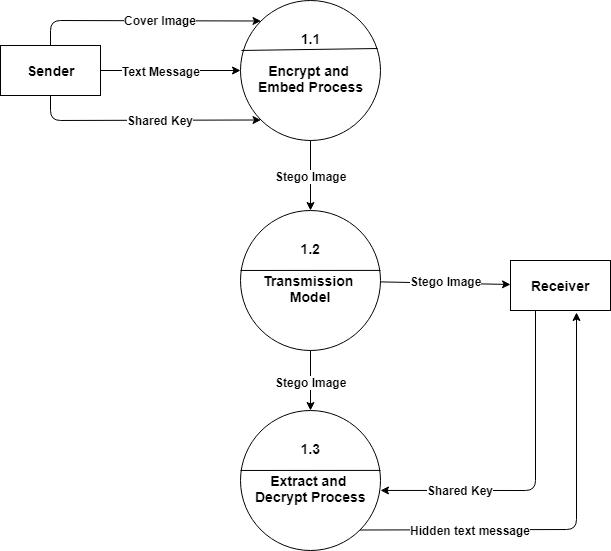 Cover Image
1.1
Sender
Text Message
Encrypt and
Embed Process
Shared Key
Stego Image
1.2
Transmission
Model
Stego Image
Receiver
Stego Image
1.3
Extract and
Decrypt Process
Shared Key
Hidden text message